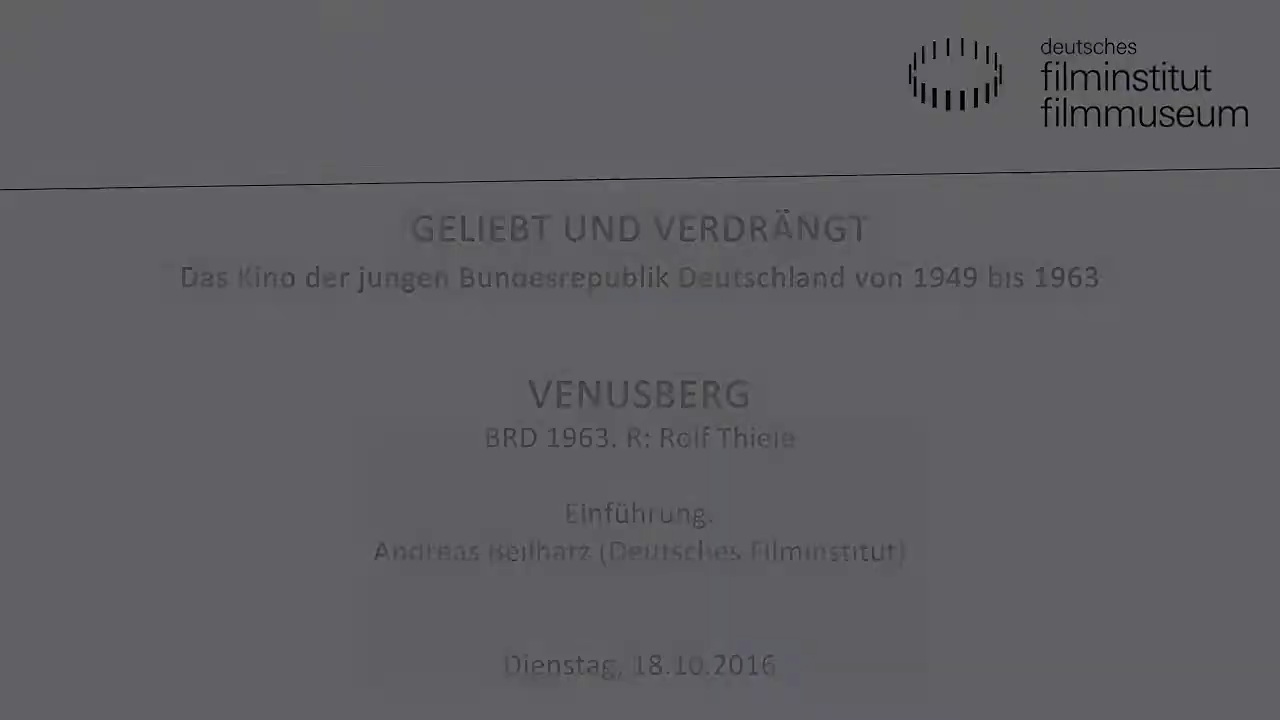 deutsches
filminstitut
filmmuseum
GELIEBT UND VERDRÄNGT
Das Kino der jungen Bundesrepublik Deutschland von 1949 bis 1963
VENUSBERG
BRD 1963. R: Rolf Thiele
Einführung:
Andreas Beilharz (Deutsches Filminstitut)
Dienstag, 18.10.2016